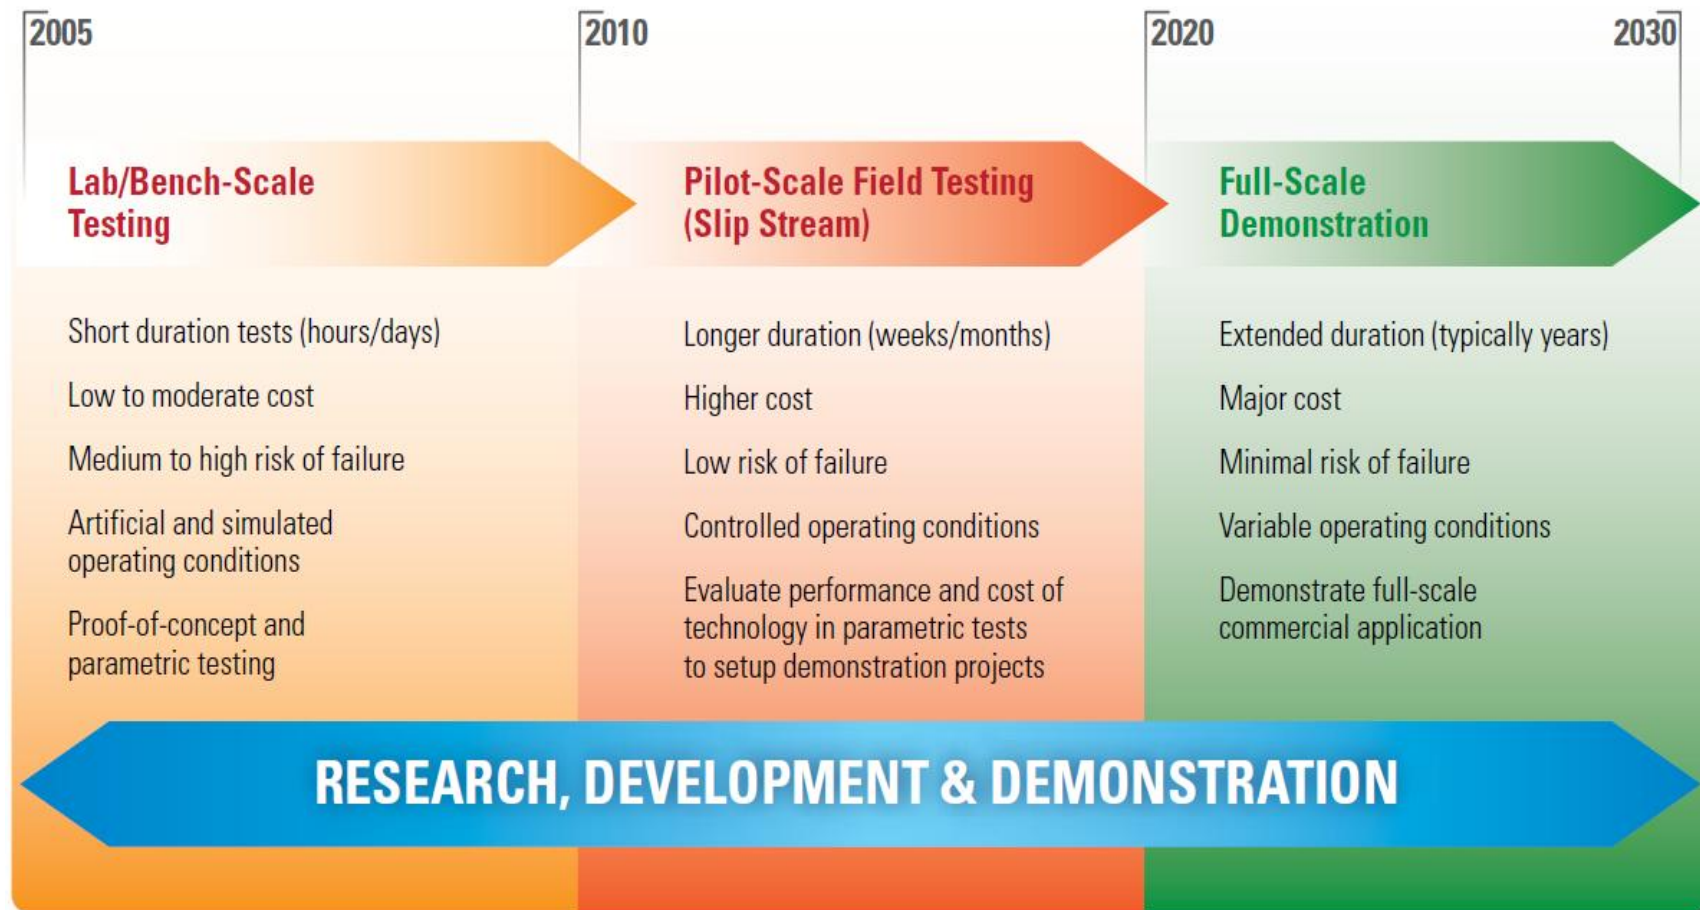 2005
2010
2020
2030
Lab/Bench-Scale
Testing
Short duration tests (hours/days)
Low to moderate cost
Medium to high risk of failure
Artificial and simulated
operating conditions
Proof-of-concept and
parametric testing
Pilot-Scale Field Testing
(Slip Stream)
Longer duration (weeks/months)
Higher cost
Low risk of failure
Controlled operating conditions
Evaluate performance and cost of
technology in parametric tests
to setup demonstration projects
Full-Scale
Demonstration
Extended duration (typically years)
Major cost
Minimal risk of failure
Variable operating conditions
Demonstrate full-scale
commercial application
RESEARCH, DEVELOPMENT & DEMONSTRATION